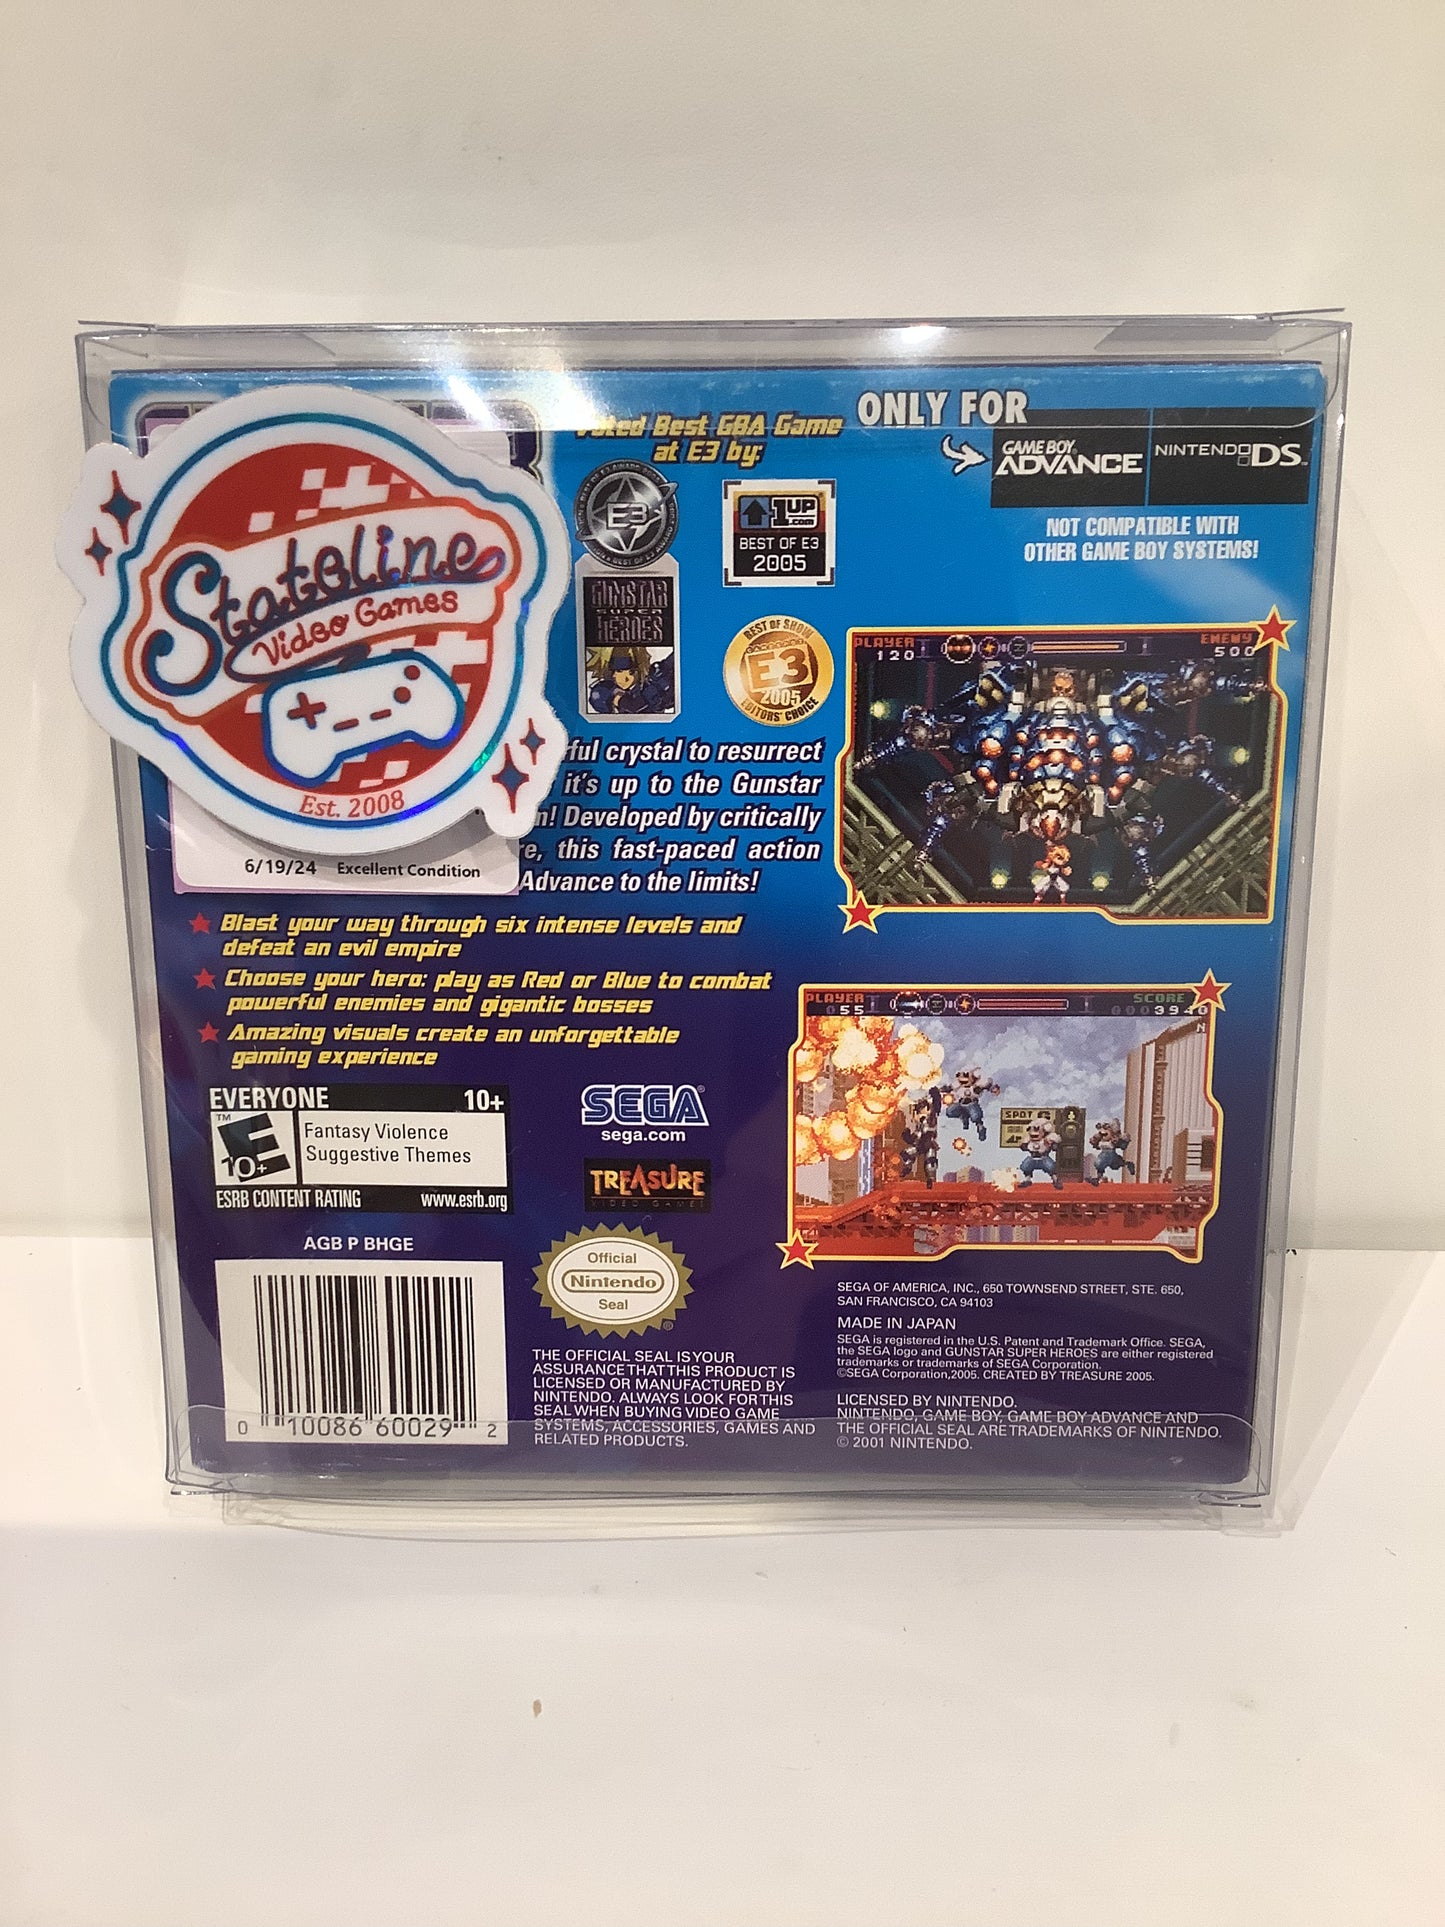 Stateline
Video Games
Est. 2008
6/19/24 Excellent Condition
Voted Best GBA Game
at E3 by:
E3
GUNSTAR
SUPER
HEROES
1UP
.com
BEST OF E3
2005
BEST OF SHOW
E3
2005
EDITORS' CHOICE
ONLY FOR
GAME BOY
ADVANCE
NINTENDO DS™
NOT COMPATIBLE WITH
OTHER GAME BOY SYSTEMS!
crystal to resurrect
it's up to the Gunstar
Developed by critically
this fast-paced action
Advance to the limits!
Blast your way through six intense levels and
defeat an evil empire
Choose your hero: play as Red or Blue to combat
powerful enemies and gigantic bosses
Amazing visuals create an unforgettable
gaming experience
PLAYER
120
ENEMY
500
PLAYER
055
SCORE
0003940
SPOT
EVERYONE 10+
™
E
10+
Fantasy Violence
Suggestive Themes
ESRB CONTENT RATING www.esrb.org
SEGA®
sega.com
TREASURE
VIDEO GAMES
AGB P BHGE
0 10086 60029 2
Official
Nintendo
Seal
®
THE OFFICIAL SEAL IS YOUR
ASSURANCE THAT THIS PRODUCT IS
LICENSED OR MANUFACTURED BY
NINTENDO. ALWAYS LOOK FOR THIS
SEAL WHEN BUYING VIDEO GAME
SYSTEMS, ACCESSORIES, GAMES AND
RELATED PRODUCTS.
SEGA OF AMERICA, INC., 650 TOWNSEND STREET, STE. 650,
SAN FRANCISCO, CA 94103
MADE IN JAPAN
SEGA is registered in the U.S. Patent and Trademark Office. SEGA,
the SEGA logo and GUNSTAR SUPER HEROES are either registered
trademarks or trademarks of SEGA Corporation.
©SEGA Corporation,2005. CREATED BY TREASURE 2005.
LICENSED BY NINTENDO.
NINTENDO, GAME BOY, GAME BOY ADVANCE AND
THE OFFICIAL SEAL ARE TRADEMARKS OF NINTENDO.
© 2001 NINTENDO.